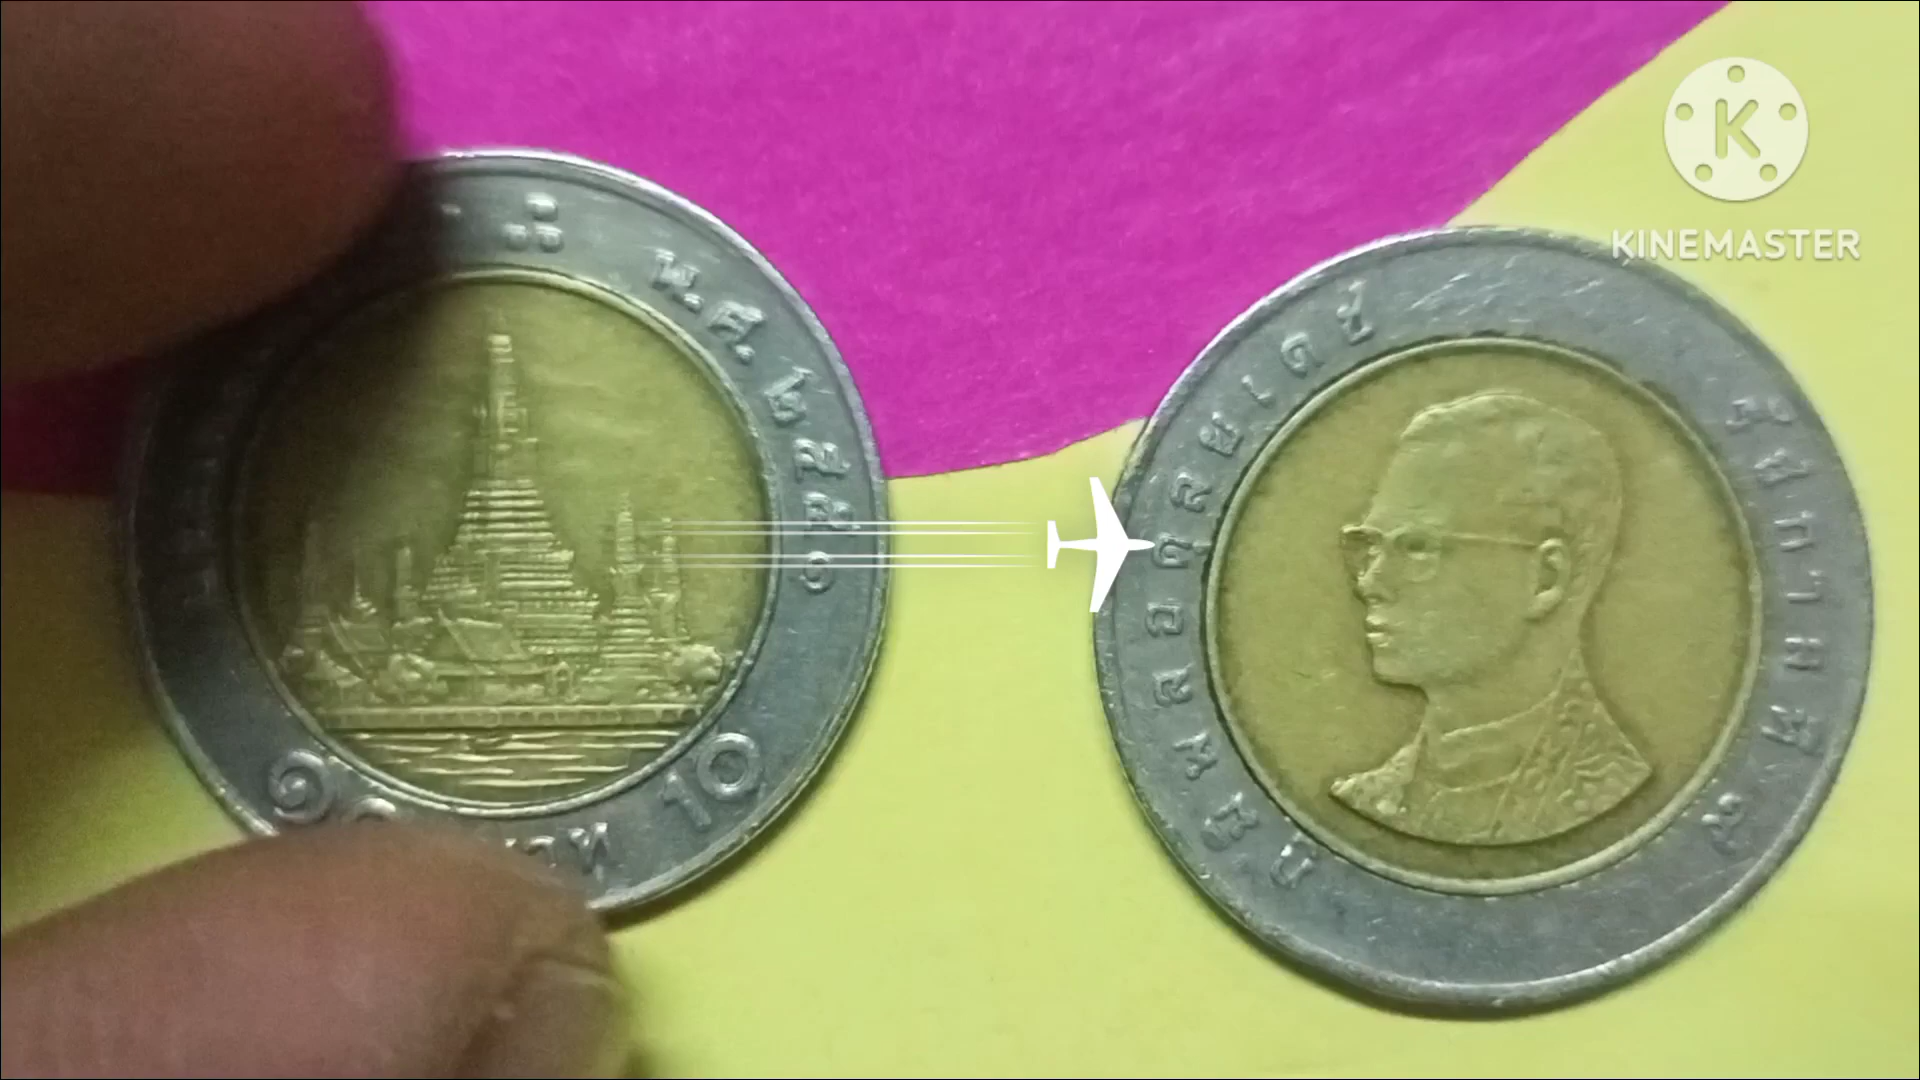 K
KINEMASTER
พ.ศ. ๒๕๕๑
๑๐ บาท 10
ภูมิพลอดุลยเดช
รัชกาลที่ ๙